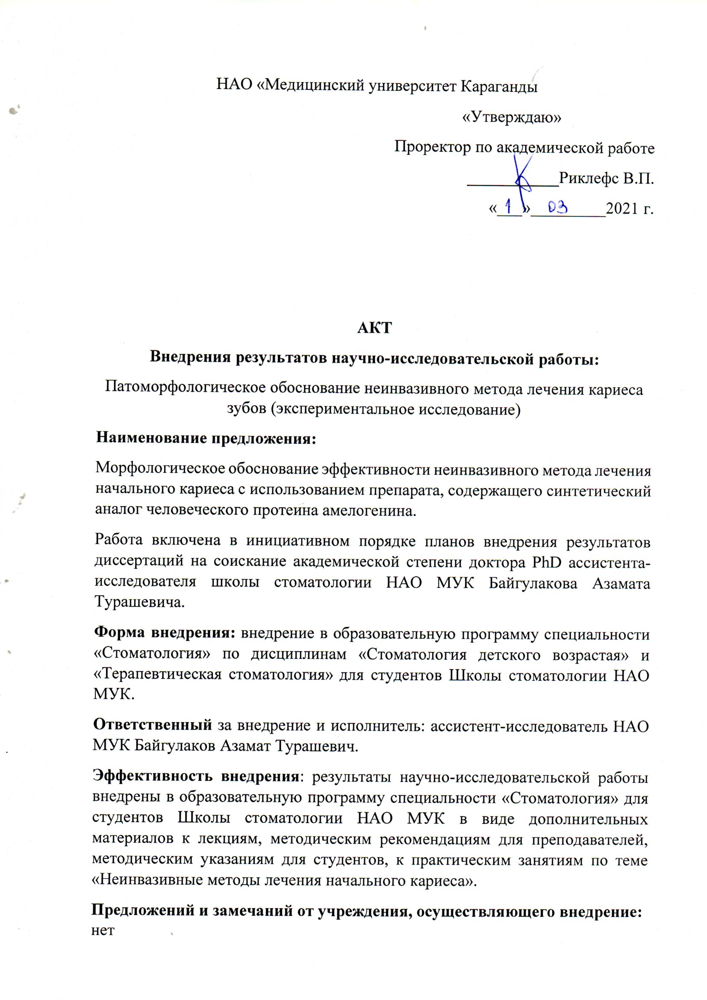 НАО «Медицинский университет Караганды
«Утверждаю»
Проректор по академической работе
___________Риклефс В.П.
«_1_»__03______2021 г.
АКТ
Внедрения результатов научно-исследовательской работы:
Патоморфологическое обоснование неинвазивного метода лечения кариеса
зубов (экспериментальное исследование)
Наименование предложения:
Морфологическое обоснование эффективности неинвазивного метода лечения
начального кариеса с использованием препарата, содержащего синтетический
аналог человеческого протеина амелогенина.
Работа включена в инициативном порядке планов внедрения результатов
диссертаций на соискание академической степени доктора PhD ассистента-
исследователя школы стоматологии НАО МУК Байгулакова Азамата
Турашевича.
Форма внедрения: внедрение в образовательную программу специальности
«Стоматология» по дисциплинам «Стоматология детского возрастая» и
«Терапевтическая стоматология» для студентов Школы стоматологии НАО
МУК.
Ответственный за внедрение и исполнитель: ассистент-исследователь НАО
МУК Байгулаков Азамат Турашевич.
Эффективность внедрения: результаты научно-исследовательской работы
внедрены в образовательную программу специальности «Стоматология» для
студентов Школы стоматологии НАО МУК в виде дополнительных
материалов к лекциям, методическим рекомендациям для преподавателей,
методическим указаниям для студентов, к практическим занятиям по теме
«Неинвазивные методы лечения начального кариеса».
Предложений и замечаний от учреждения, осуществляющего внедрение:
нет